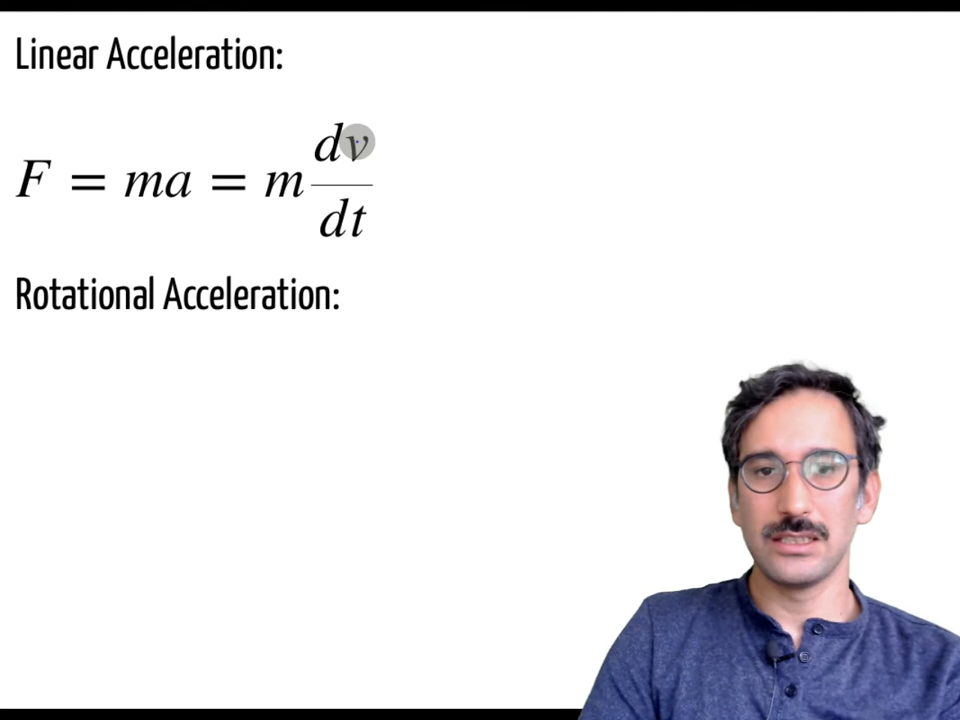 Linear Acceleration:
F = ma = m dv/dt
Rotational Acceleration: